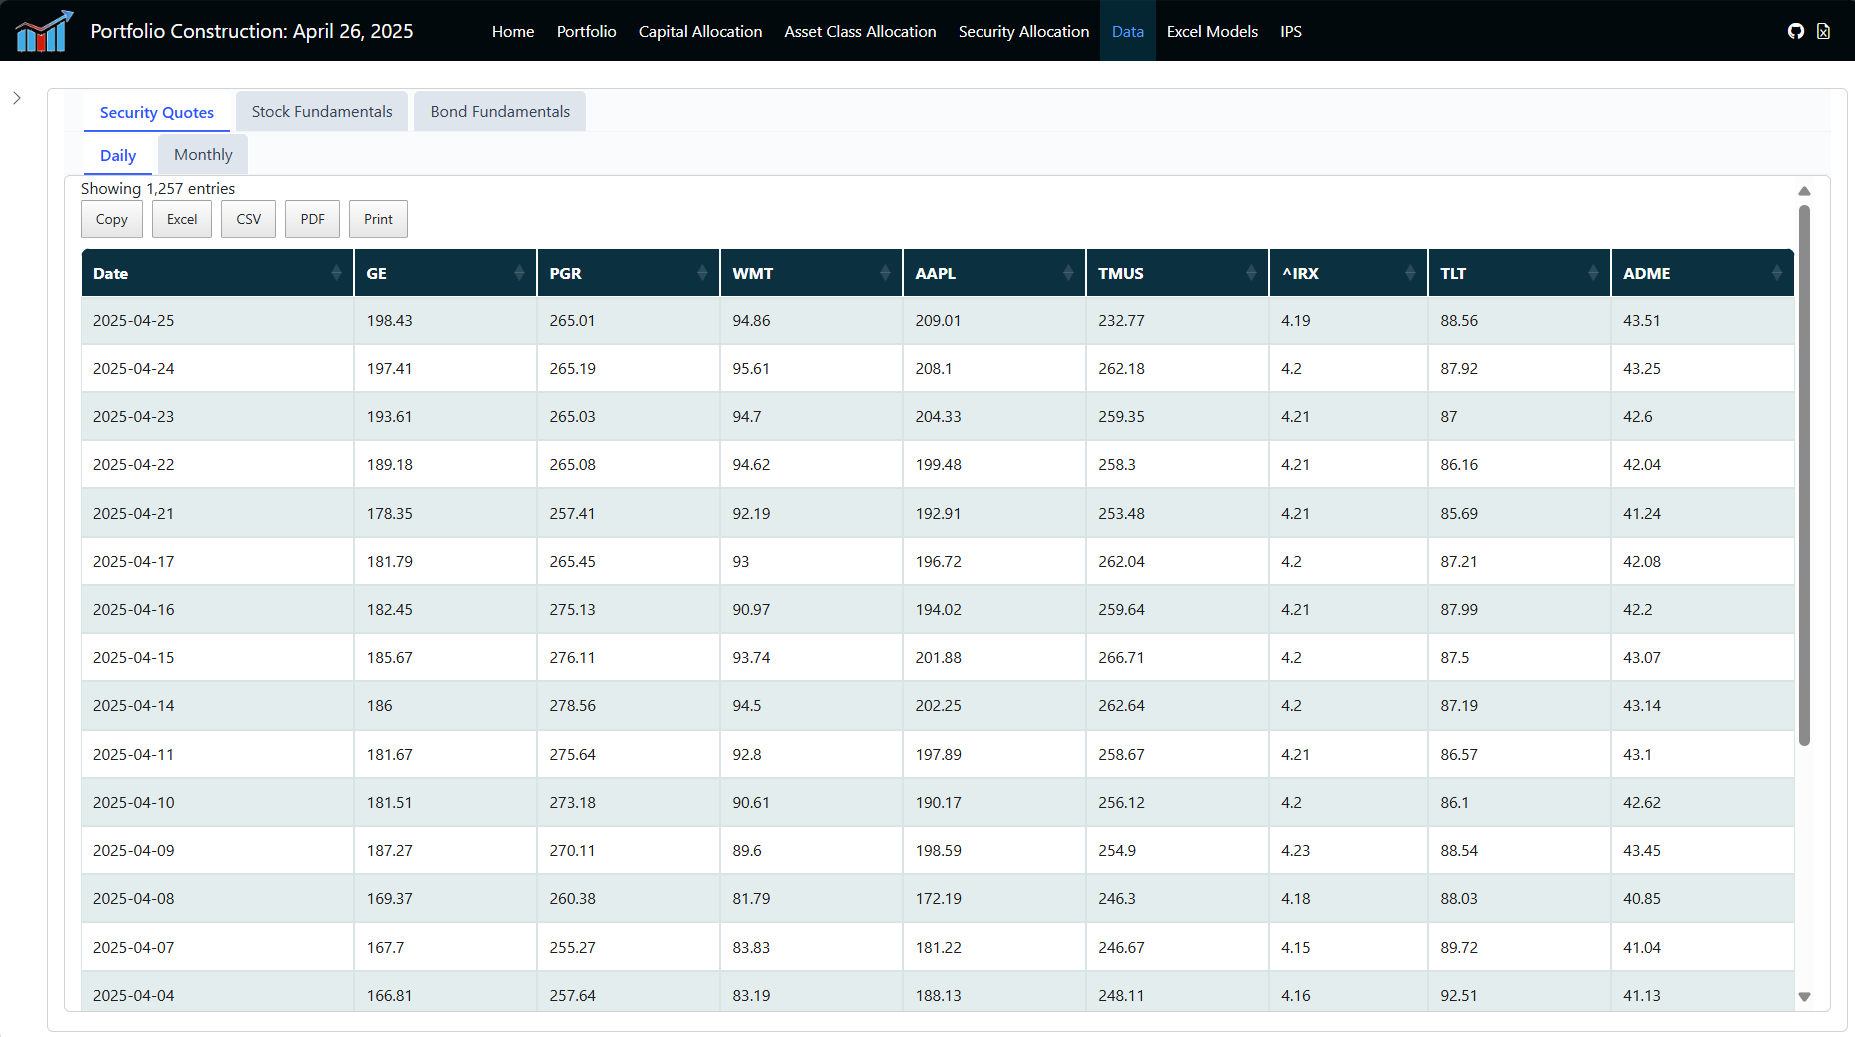 Portfolio Construction: April 26, 2025 Home Portfolio Capital Allocation Asset Class Allocation Security Allocation Data Excel Models IPS
Security Quotes Stock Fundamentals Bond Fundamentals
Daily Monthly
Showing 1,257 entries
Copy Excel CSV PDF Print
Date GE PGR WMT AAPL TMUS ^IRX TLT ADME
2025-04-25 198.43 265.01 94.86 209.01 232.77 4.19 88.56 43.51
2025-04-24 197.41 265.19 95.61 208.1 262.18 4.2 87.92 43.25
2025-04-23 193.61 265.03 94.7 204.33 259.35 4.21 87 42.6
2025-04-22 189.18 265.08 94.62 199.48 258.3 4.21 86.16 42.04
2025-04-21 178.35 257.41 92.19 192.91 253.48 4.21 85.69 41.24
2025-04-17 181.79 265.45 93 196.72 262.04 4.2 87.21 42.08
2025-04-16 182.45 275.13 90.97 194.02 259.64 4.21 87.99 42.2
2025-04-15 185.67 276.11 93.74 201.88 266.71 4.2 87.5 43.07
2025-04-14 186 278.56 94.5 202.25 262.64 4.2 87.19 43.14
2025-04-11 181.67 275.64 92.8 197.89 258.67 4.21 86.57 43.1
2025-04-10 181.51 273.18 90.61 190.17 256.12 4.2 86.1 42.62
2025-04-09 187.27 270.11 89.6 198.59 254.9 4.23 88.54 43.45
2025-04-08 169.37 260.38 81.79 172.19 246.3 4.18 88.03 40.85
2025-04-07 167.7 255.27 83.83 181.22 246.67 4.15 89.72 41.04
2025-04-04 166.81 257.64 83.19 188.13 248.11 4.16 92.51 41.13